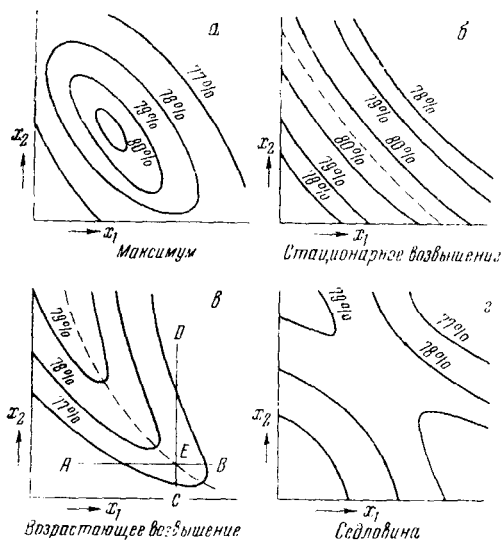 а
77%
78%
79%
80%
x₂
x₁
Максимум
б
78%
79%
80%
80%
79%
78%
x₂
x₁
Стационарное возвышение
в
79%
78%
77%
D
E
A
B
C
x₂
x₁
Возрастающее возвышение
г
79%
77%
78%
x₂
x₁
Седловина